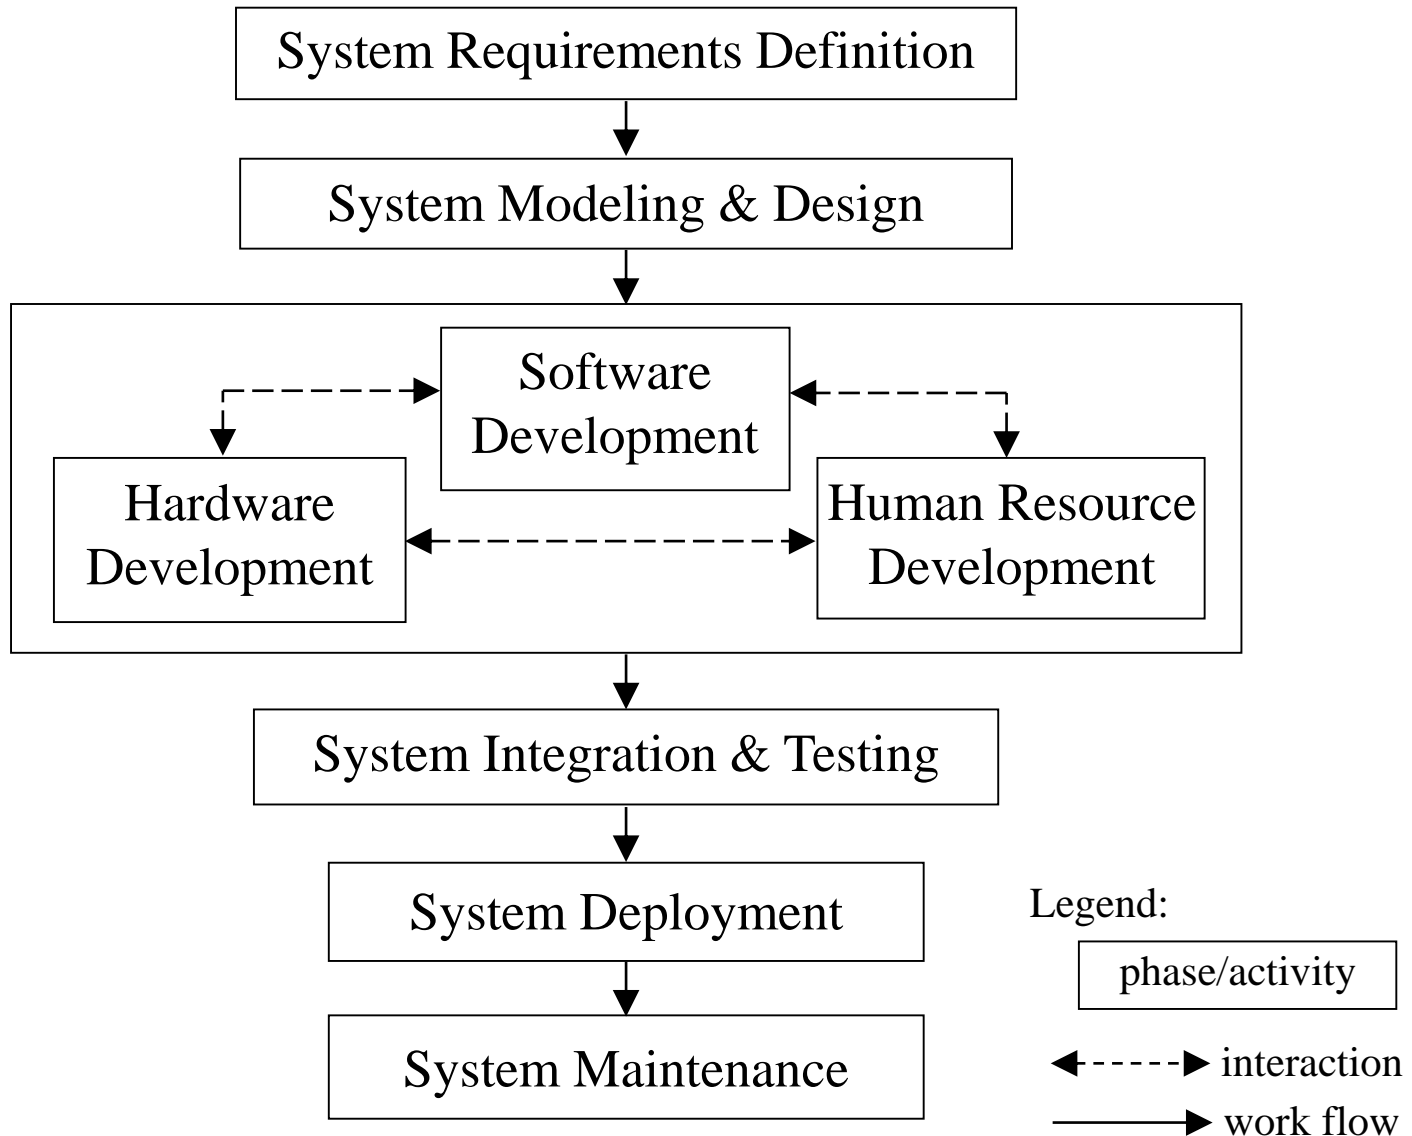 System Requirements Definition
System Modeling & Design
Software
Development
Hardware
Development
Human Resource
Development
System Integration & Testing
System Deployment
System Maintenance
Legend:
phase/activity
interaction
work flow